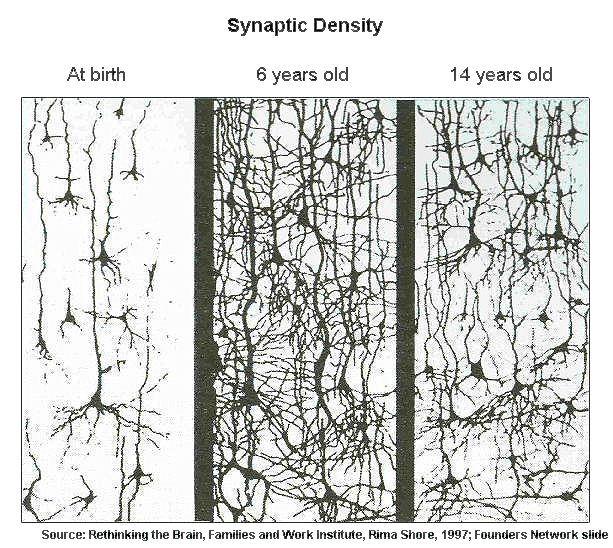 Synaptic Density
At birth
6 years old
14 years old
Source: Rethinking the Brain, Families and Work Institute, Rima Shore, 1997; Founders Network slide